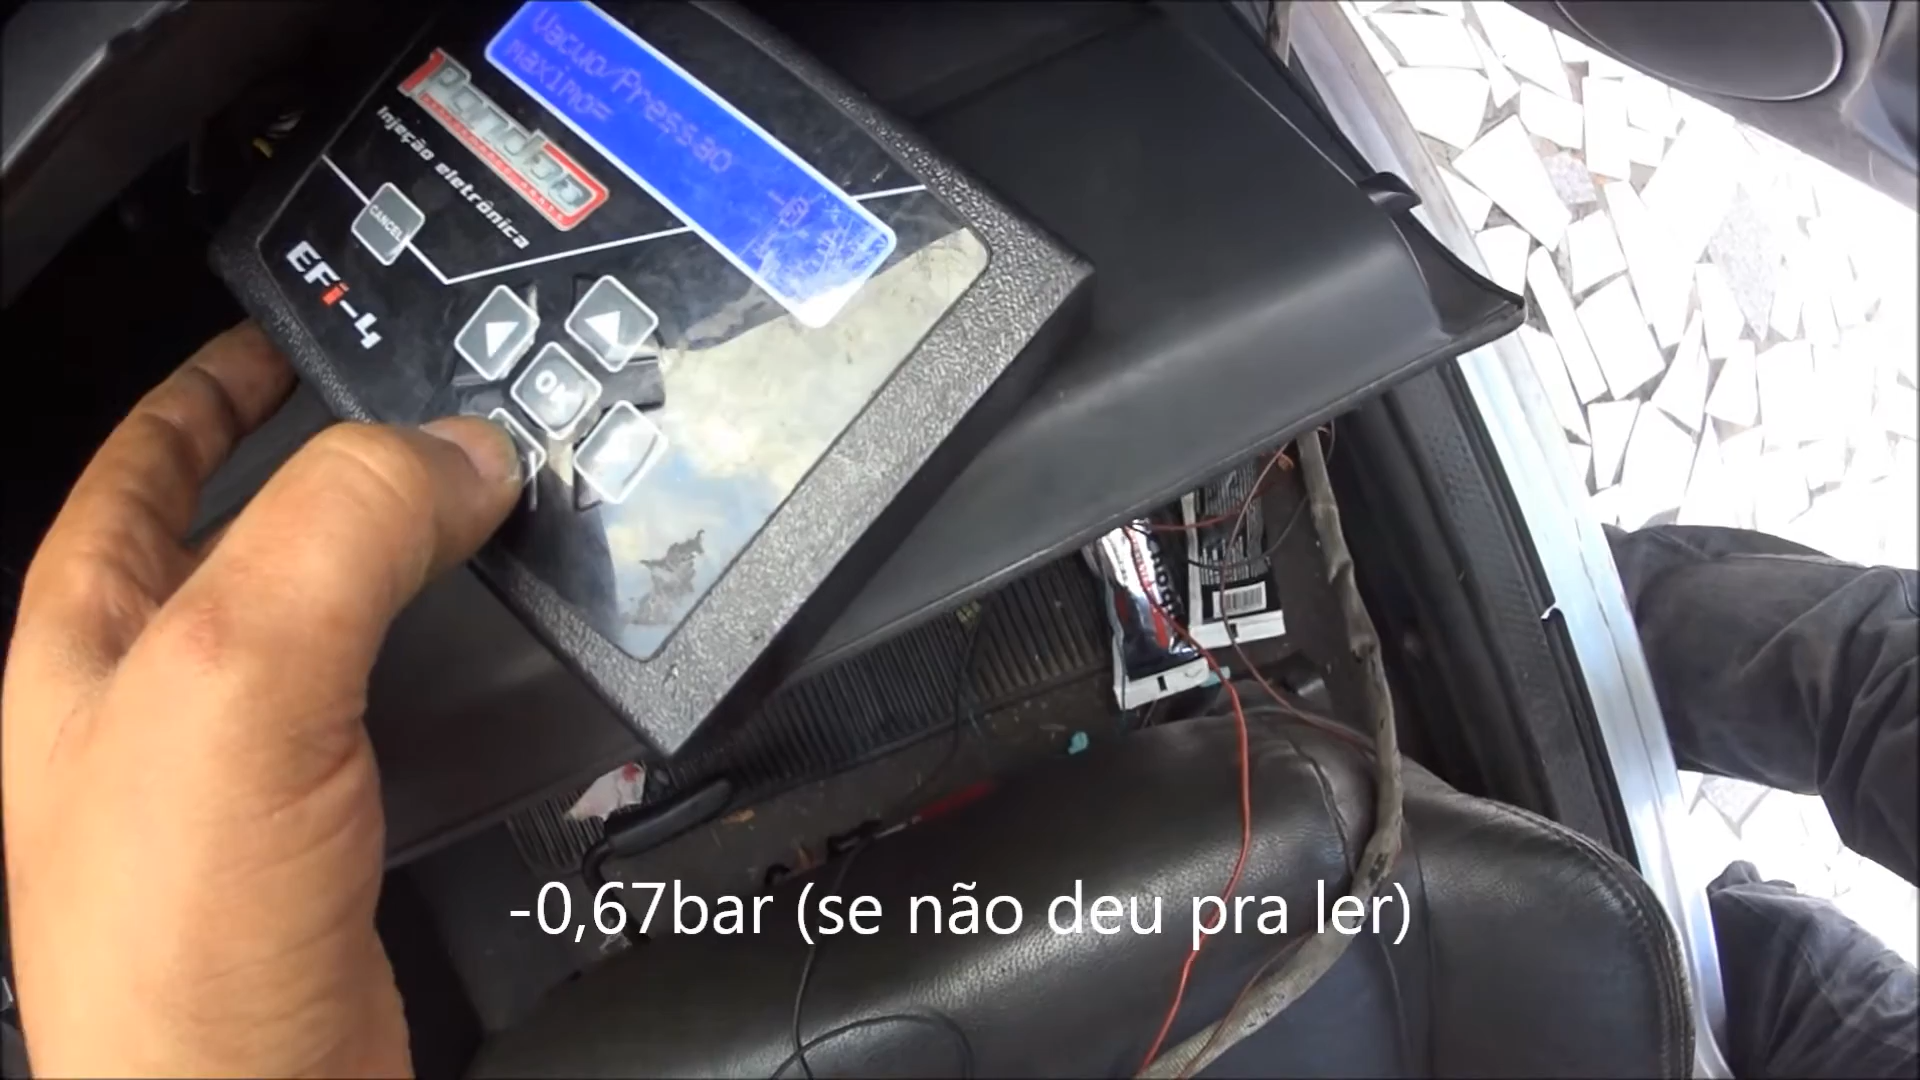 Vacuo/Pressao
maximo=
Pandoo
Injeção eletrônica
CANCEL
EFi-4
OK
-0,67bar (se não deu pra ler)